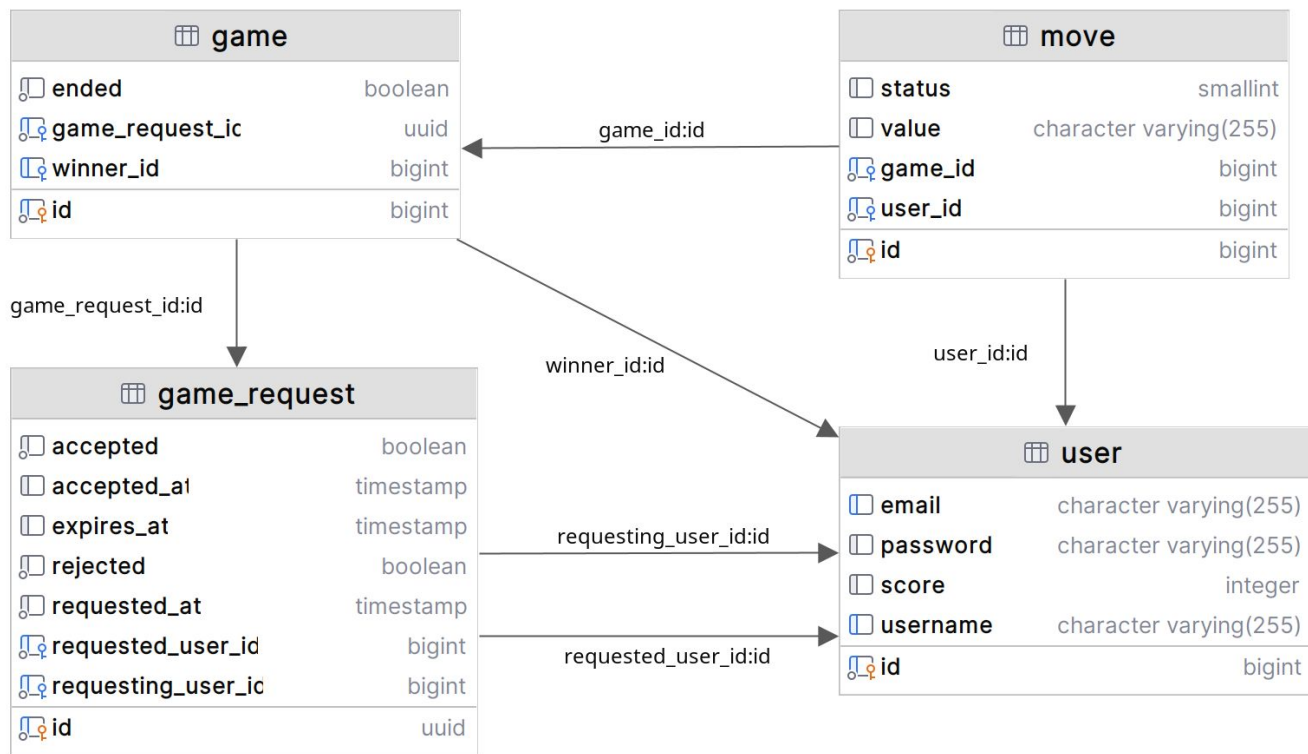 game
ended boolean
game_request_id uuid
winner_id bigint
id bigint
move
status smallint
value character varying(255)
game_id bigint
user_id bigint
id bigint
game_id:id
game_request_id:id
winner_id:id
user_id:id
game_request
accepted boolean
accepted_at timestamp
expires_at timestamp
rejected boolean
requested_at timestamp
requested_user_id bigint
requesting_user_id bigint
id uuid
requesting_user_id:id
requested_user_id:id
user
email character varying(255)
password character varying(255)
score integer
username character varying(255)
id bigint